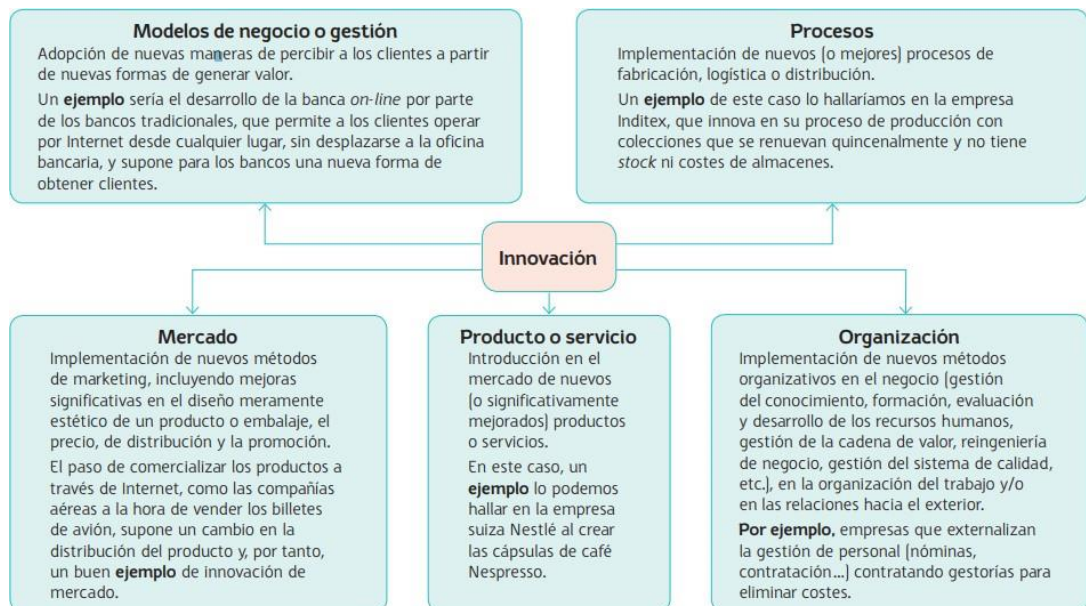 Modelos de negocio o gestión
Adopción de nuevas maneras de percibir a los clientes a partir
de nuevas formas de generar valor.
Un ejemplo sería el desarrollo de la banca on-line por parte
de los bancos tradicionales, que permite a los clientes operar
por Internet desde cualquier lugar, sin desplazarse a la oficina
bancaria, y supone para los bancos una nueva forma de
obtener clientes.
Procesos
Implementación de nuevos (o mejores) procesos de
fabricación, logística o distribución.
Un ejemplo de este caso lo hallaríamos en la empresa
Inditex, que innova en su proceso de producción con
colecciones que se renuevan quincenalmente y no tiene
stock ni costes de almacenes.
Innovación
Mercado
Implementación de nuevos métodos
de marketing, incluyendo mejoras
significativas en el diseño meramente
estético de un producto o embalaje, el
precio, de distribución y la promoción.
El paso de comercializar los productos a
través de Internet, como las compañías
aéreas a la hora de vender los billetes
de avión, supone un cambio en la
distribución del producto y, por tanto,
un buen ejemplo de innovación de
mercado.
Producto o servicio
Introducción en el
mercado de nuevos
(o significativamente
mejorados) productos
o servicios.
En este caso, un
ejemplo lo podemos
hallar en la empresa
suiza Nestlé al crear
las cápsulas de café
Nespresso.
Organización
Implementación de nuevos métodos
organizativos en el negocio (gestión
del conocimiento, formación, evaluación
y desarrollo de los recursos humanos,
gestión de la cadena de valor, reingeniería
de negocio, gestión del sistema de calidad,
etc.), en la organización del trabajo y/o
en las relaciones hacia el exterior.
Por ejemplo, empresas que externalizan
la gestión de personal (nóminas,
contratación...) contratando gestorías para
eliminar costes.